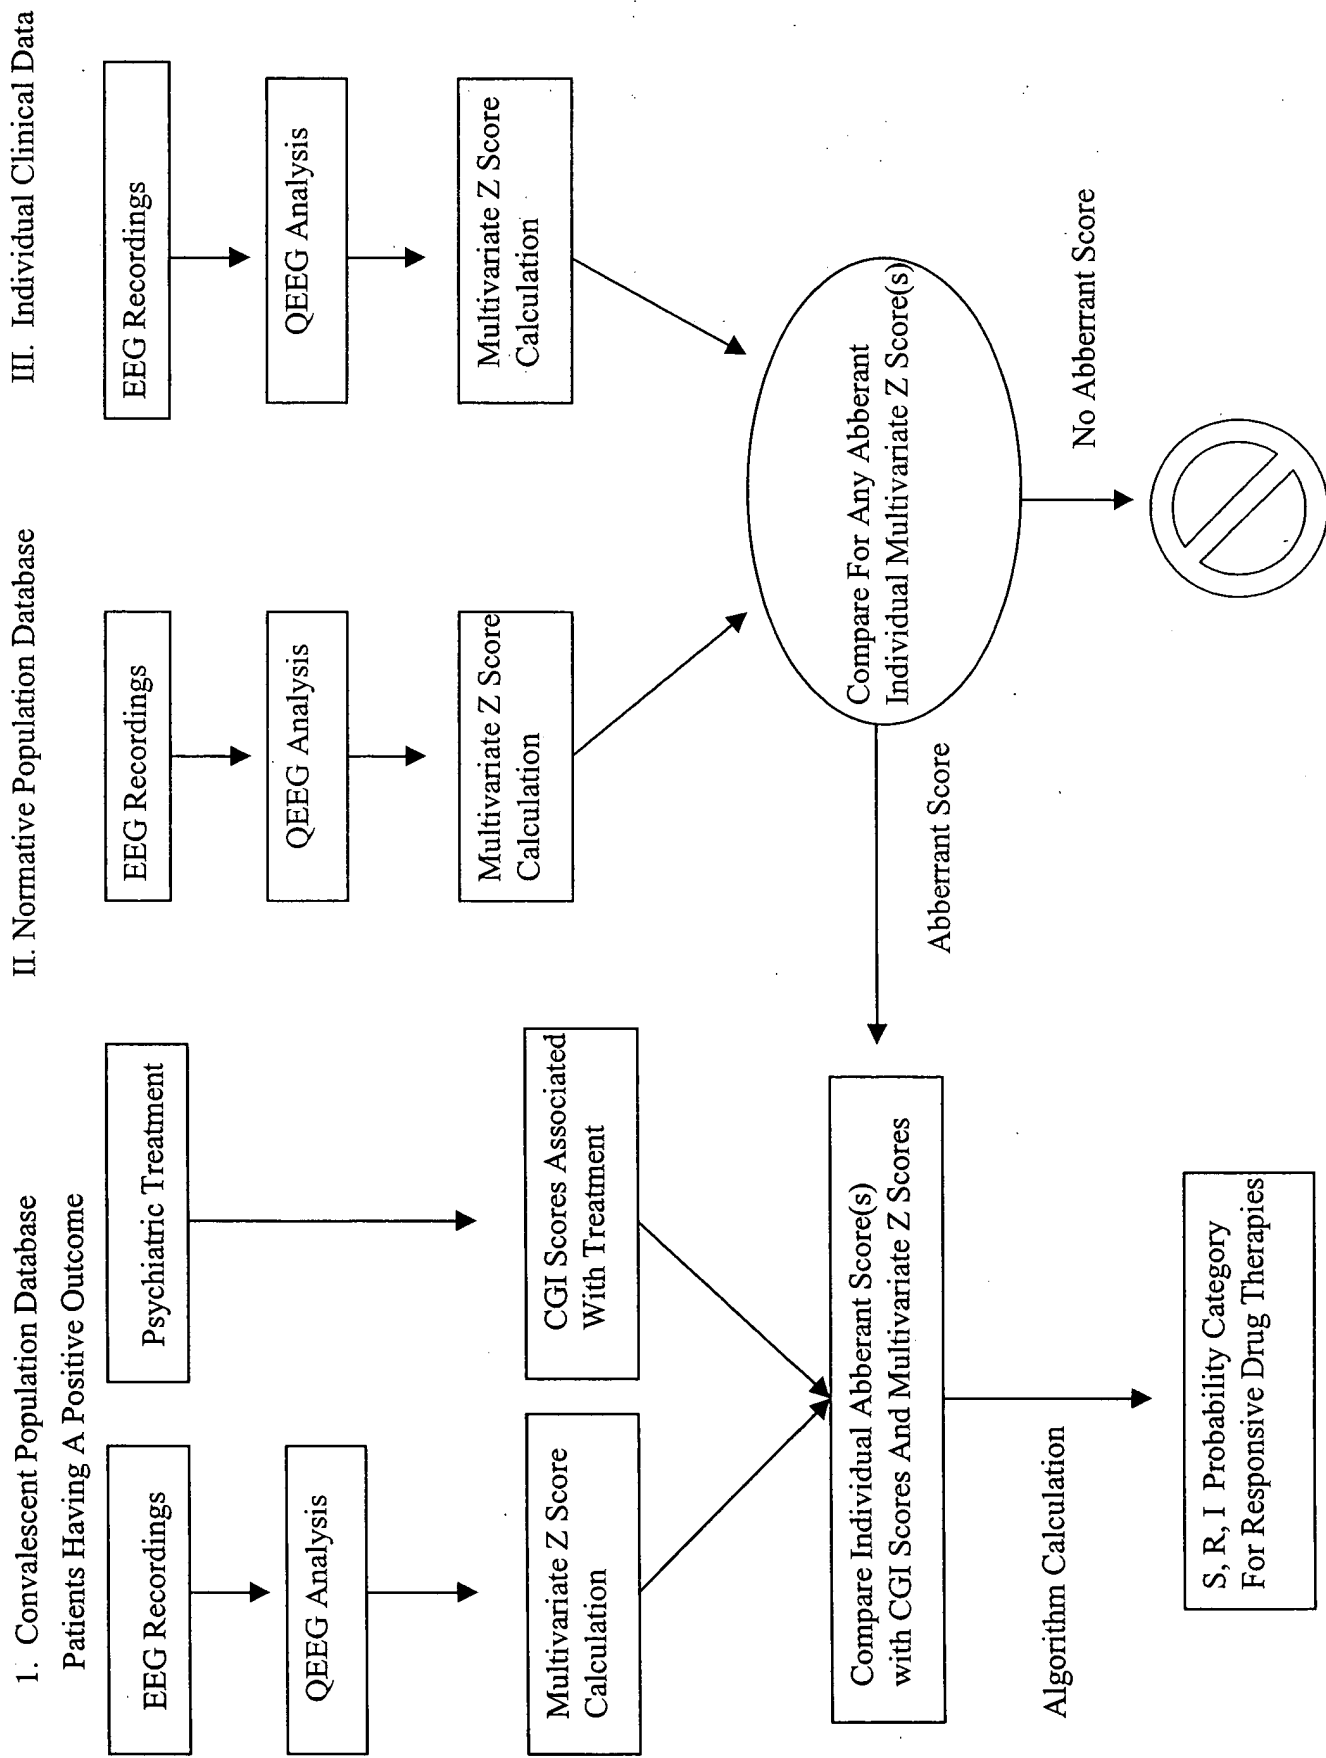 1. Convalescent Population Database
Patients Having A Positive Outcome
EEG Recordings
QEEG Analysis
Multivariate Z Score
Calculation
Psychiatric Treatment
CGI Scores Associated
With Treatment
Compare Individual Abberant Score(s)
with CGI Scores And Multivariate Z Scores
Algorithm Calculation
S, R, I Probability Category
For Responsive Drug Therapies
II. Normative Population Database
EEG Recordings
QEEG Analysis
Multivariate Z Score
Calculation
III. Individual Clinical Data
EEG Recordings
QEEG Analysis
Multivariate Z Score
Calculation
Compare For Any Abberant
Individual Multivariate Z Score(s)
Abberrant Score
No Abberrant Score